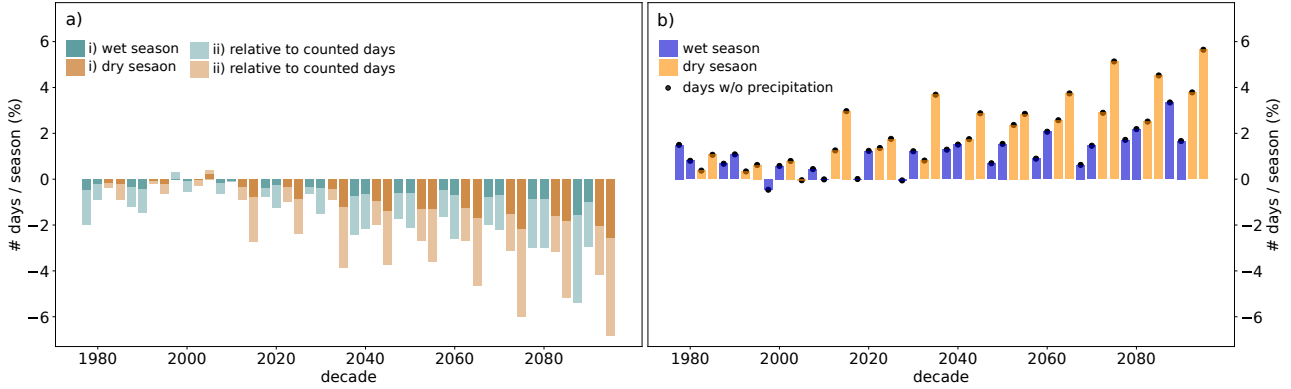 a)
i) wet season
i) dry sesaon
ii) relative to counted days
ii) relative to counted days
# days / season (%)
6
4
2
0
−2
−4
−6
1980
2000
2020
2040
2060
2080
decade
b)
wet season
dry sesaon
days w/o precipitation
6
4
2
0
−2
−4
−6
# days / season (%)
1980
2000
2020
2040
2060
2080
decade